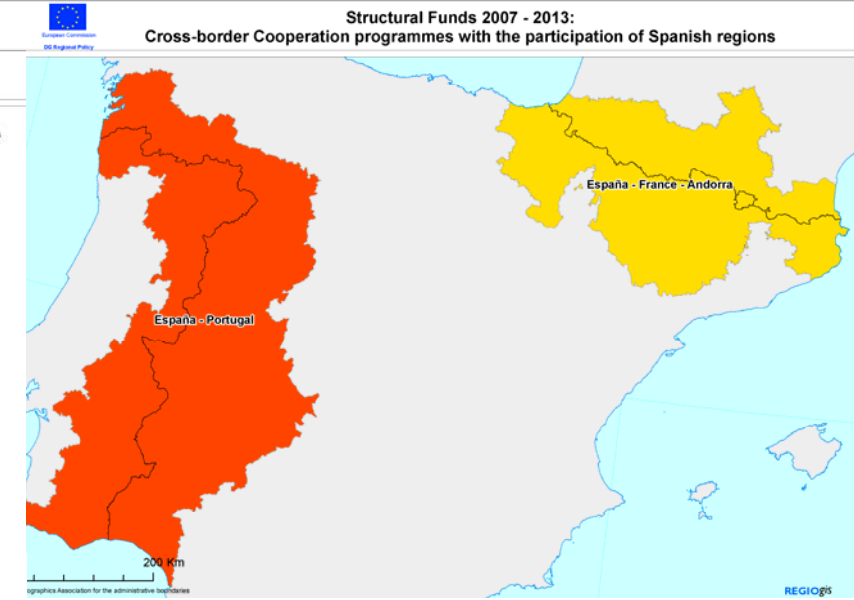 Structural Funds 2007 - 2013:
Cross-border Cooperation programmes with the participation of Spanish regions
European Commission
DG Regional Policy
España - France - Andorra
España - Portugal
200 Km
ographics Association for the administrative boundaries
REGIOgis